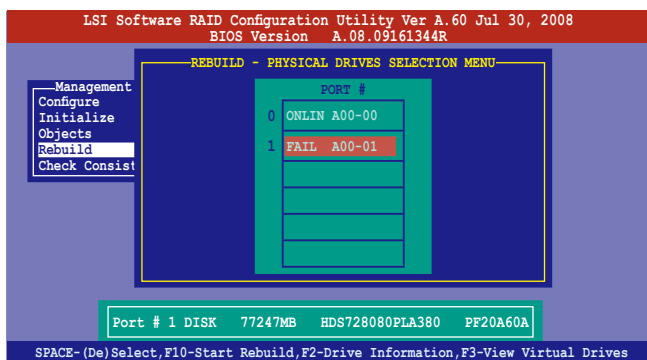 LSI Software RAID Configuration Utility Ver A.60 Jul 30, 2008
BIOS Version A.08.09161344R
REBUILD - PHYSICAL DRIVES SELECTION MENU
Management
Configure
Initialize
Objects
Rebuild
Check Consist
PORT #
0 ONLIN A00-00
1 FAIL A00-01
Port # 1 DISK 77247MB HDS728080PLA380 PF20A60A
SPACE-(De)Select,F10-Start Rebuild,F2-Drive Information,F3-View Virtual Drives